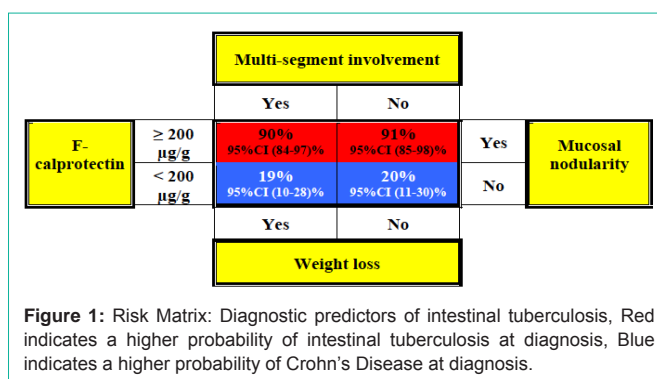 Multi-segment involvement
Yes No
F-
calprotectin
≥ 200
µg/g
90%
95%CI (84-97)%
91%
95%CI (85-98)%
Yes
Mucosal
nodularity
< 200
µg/g
19%
95%CI (10-28)%
20%
95%CI (11-30)%
No
Yes No
Weight loss
Figure 1: Risk Matrix: Diagnostic predictors of intestinal tuberculosis, Red
indicates a higher probability of intestinal tuberculosis at diagnosis, Blue
indicates a higher probability of Crohn's Disease at diagnosis.